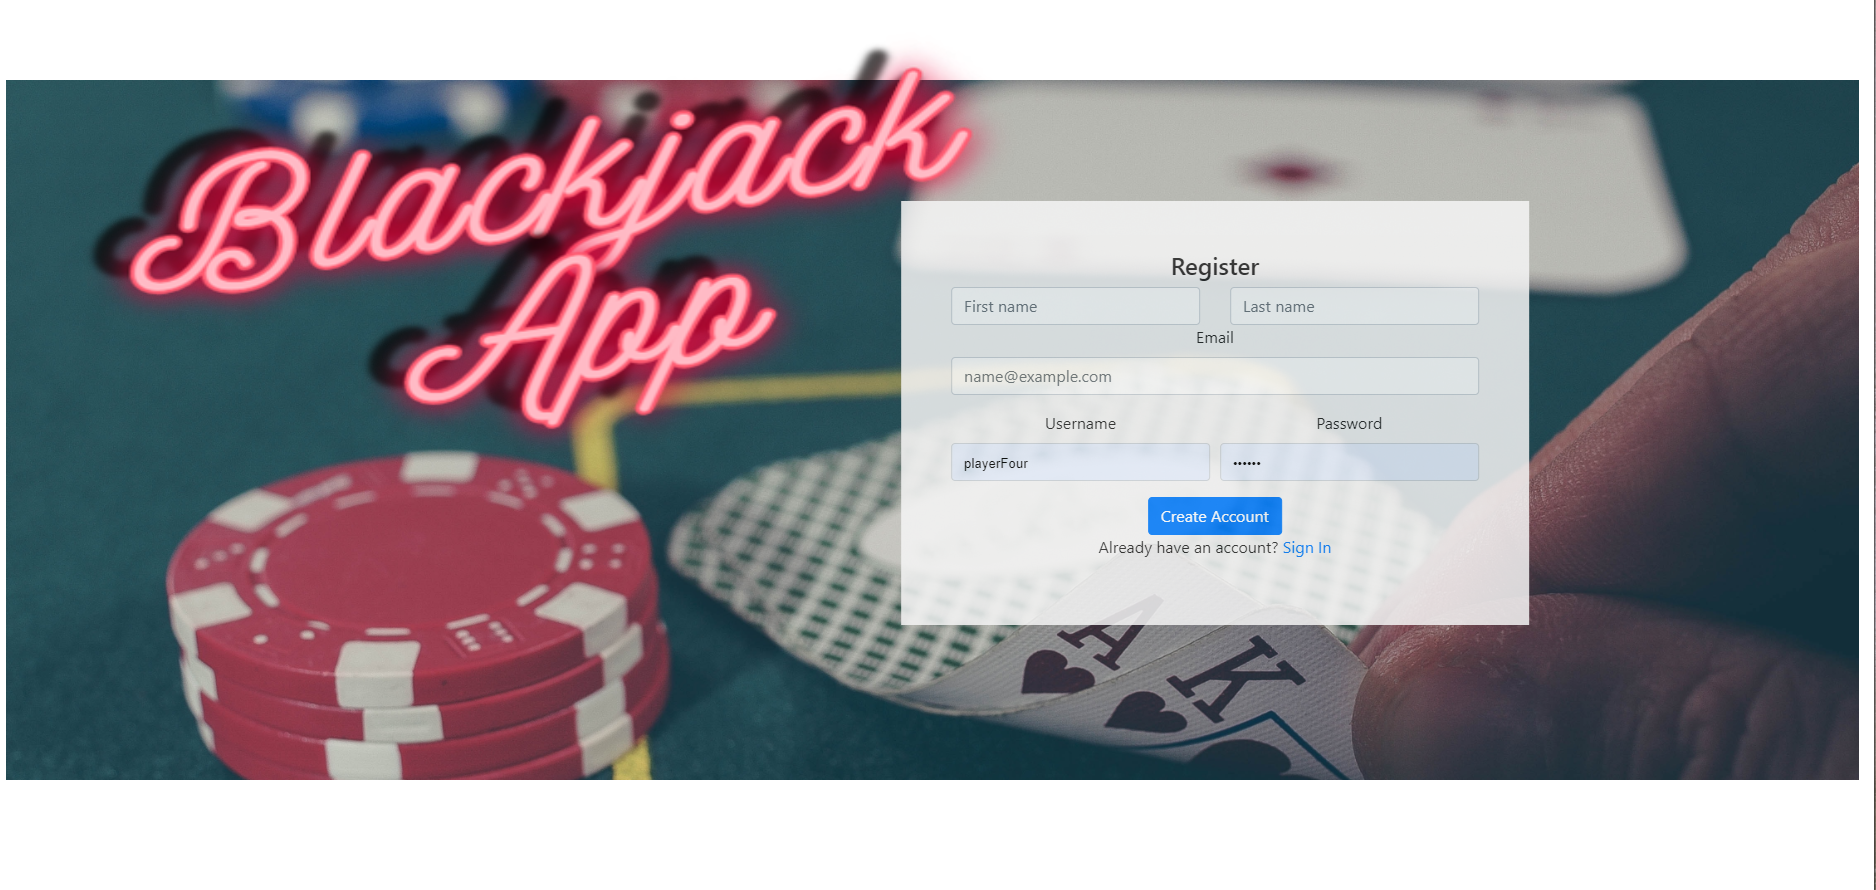 Blackjack
App
Register
First name
Last name
Email
name@example.com
Username
Password
playerFour
••••••
Create Account
Already have an account? Sign In
A
K